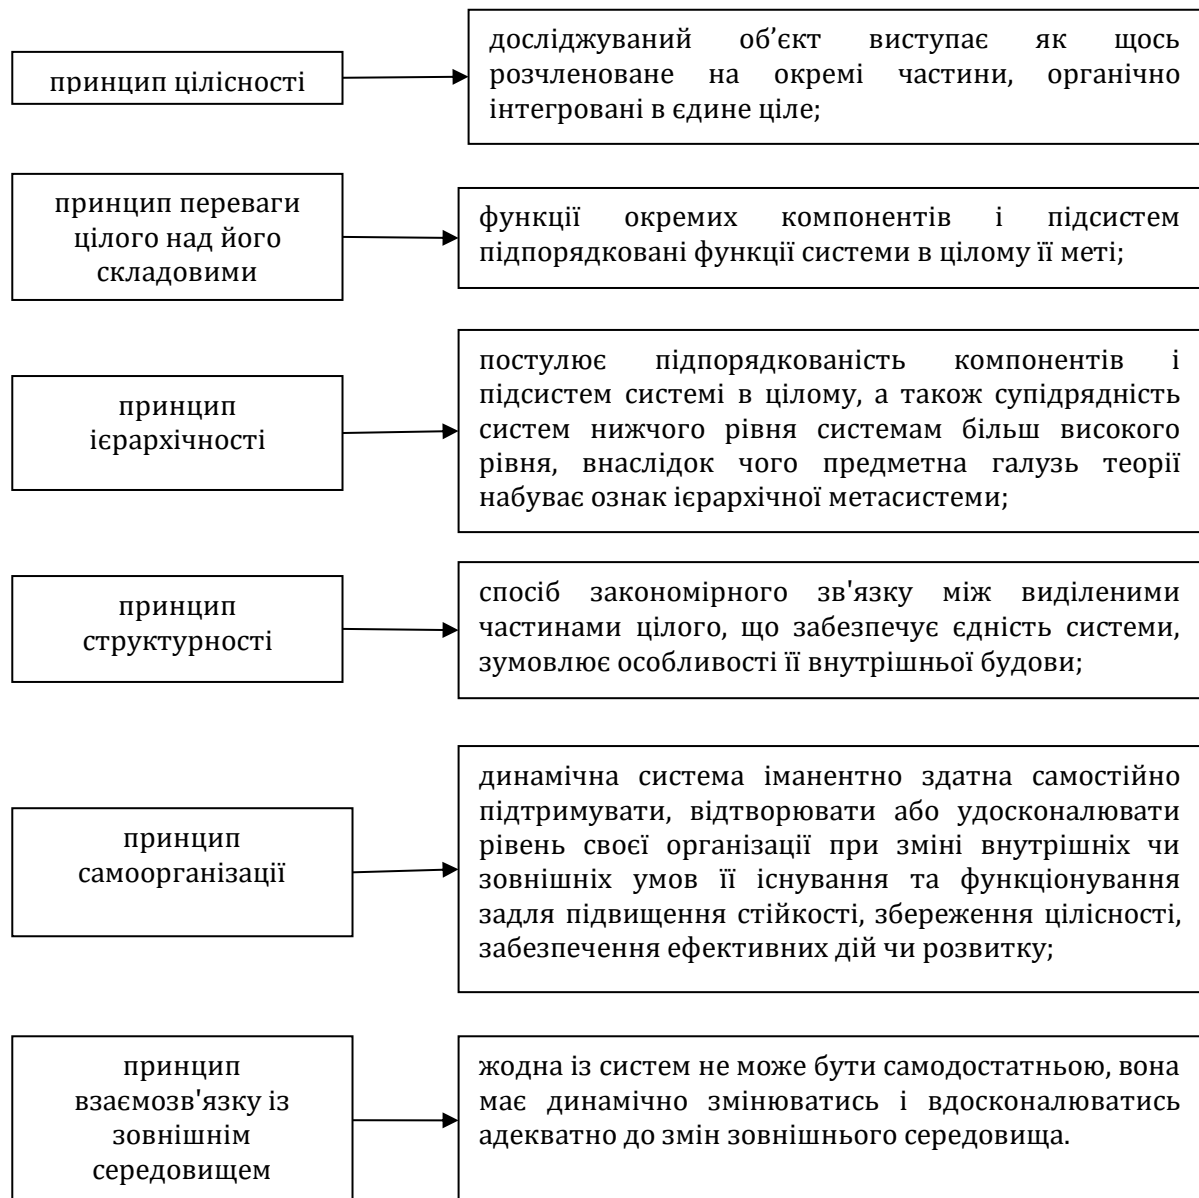 принцип цілісності
досліджуваний об’єкт виступає як щось
розчленоване на окремі частини, органічно
інтегровані в єдине ціле;
принцип переваги
цілого над його
складовими
функції окремих компонентів і підсистем
підпорядковані функції системи в цілому її меті;
принцип
ієрархічності
постулює підпорядкованість компонентів і
підсистем системі в цілому, а також супідрядність
систем нижчого рівня системам більш високого
рівня, внаслідок чого предметна галузь теорії
набуває ознак ієрархічної метасистеми;
принцип
структурності
спосіб закономірного зв'язку між виділеними
частинами цілого, що забезпечує єдність системи,
зумовлює особливості її внутрішньої будови;
принцип
самоорганізації
динамічна система іманентно здатна самостійно
підтримувати, відтворювати або удосконалювати
рівень своєї організації при зміні внутрішніх чи
зовнішніх умов її існування та функціонування
задля підвищення стійкості, збереження цілісності,
забезпечення ефективних дій чи розвитку;
принцип
взаємозв'язку із
зовнішнім
середовищем
жодна із систем не може бути самодостатньою, вона
має динамічно змінюватись і вдосконалюватись
адекватно до змін зовнішнього середовища.